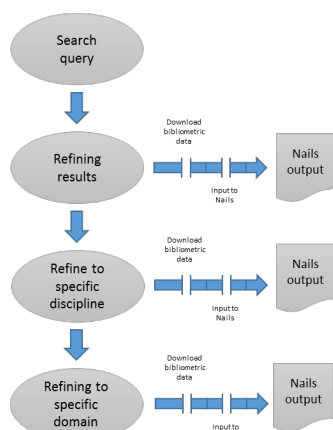 Search
query
Download
bibliometric
data
Refining
results
Nails
output
Input to
Nails
Download
bibliometric
data
Refine to
specific
discipline
Nails
output
Input to
Nails
Download
bibliometric
data
Refining to
specific
domain
Nails
output
Input to